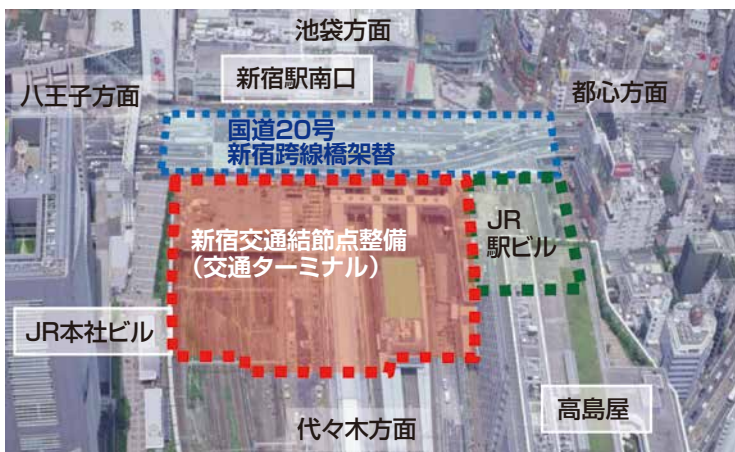 池袋方面
新宿駅南口
八王子方面
都心方面
国道20号
新宿跨線橋架替
新宿交通結節点整備
（交通ターミナル）
JR
駅ビル
JR本社ビル
高島屋
代々木方面